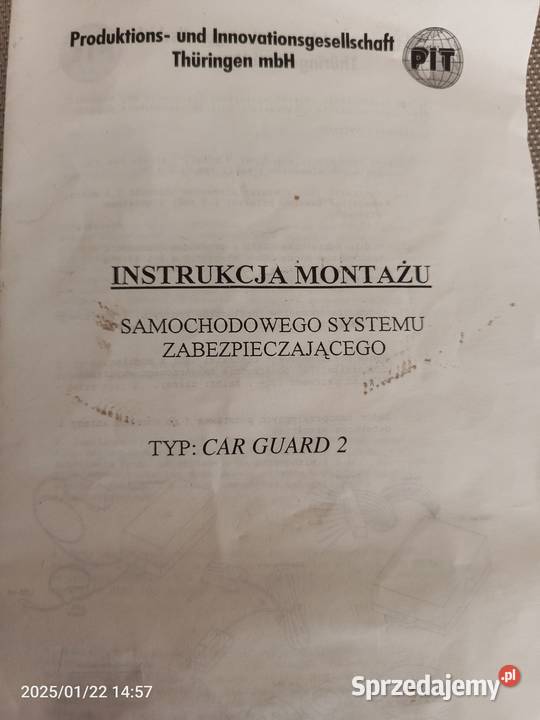 Produktions- und Innovationsgesellschaft
Thüringen mbH
PiT
INSTRUKCJA MONTAŻU
SAMOCHODOWEGO SYSTEMU
ZABEZPIECZAJĄCEGO
TYP: CAR GUARD 2
2025/01/22 14:57
Sprzedajemy.pl